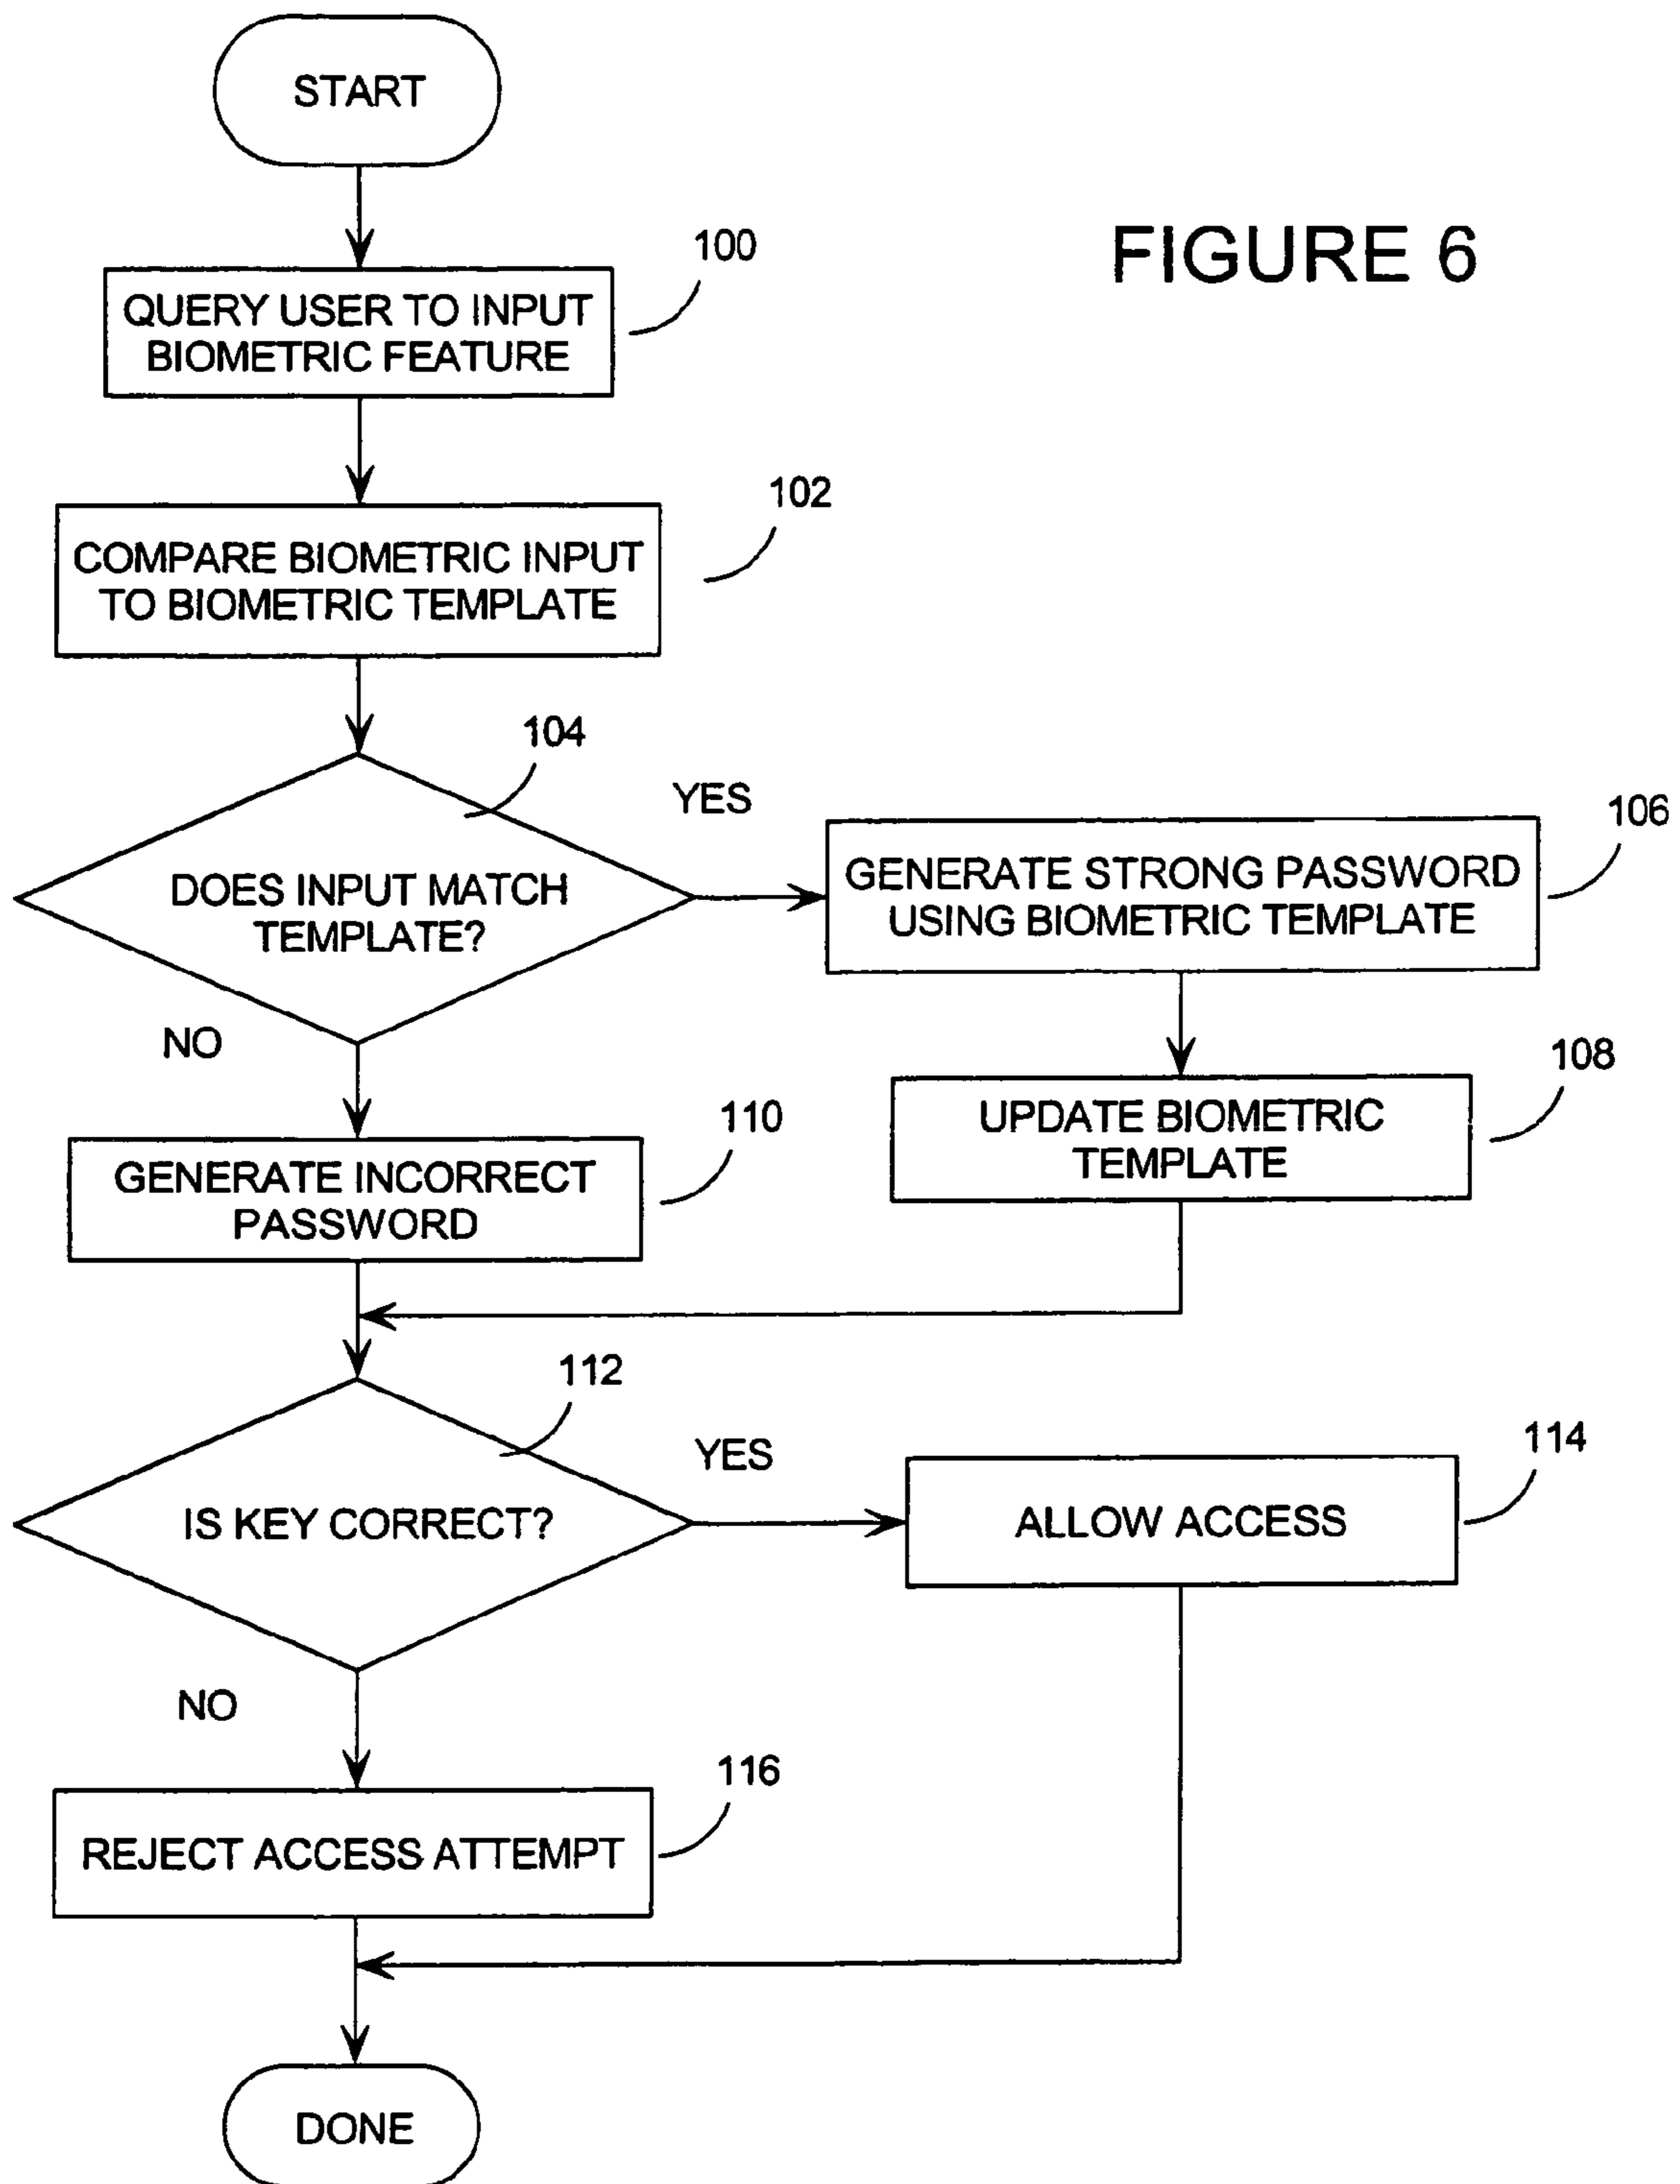 START
FIGURE 6
100
QUERY USER TO INPUT
BIOMETRIC FEATURE
102
COMPARE BIOMETRIC INPUT
TO BIOMETRIC TEMPLATE
104
YES
DOES INPUT MATCH
TEMPLATE?
106
GENERATE STRONG PASSWORD
USING BIOMETRIC TEMPLATE
NO
108
UPDATE BIOMETRIC
TEMPLATE
110
GENERATE INCORRECT
PASSWORD
112
YES
IS KEY CORRECT?
114
ALLOW ACCESS
NO
116
REJECT ACCESS ATTEMPT
DONE